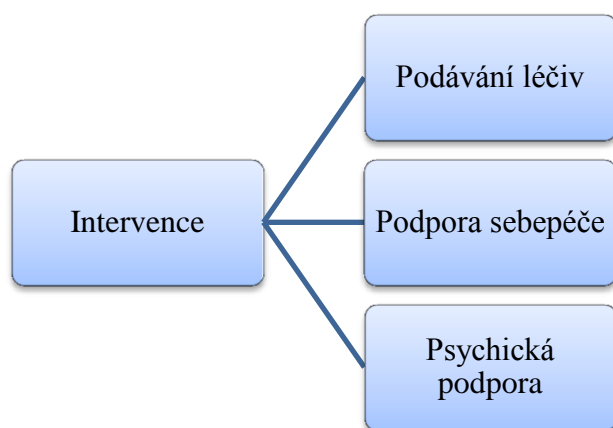 Podávání léčiv
Intervence
Podpora sebepéče
Psychická
podpora